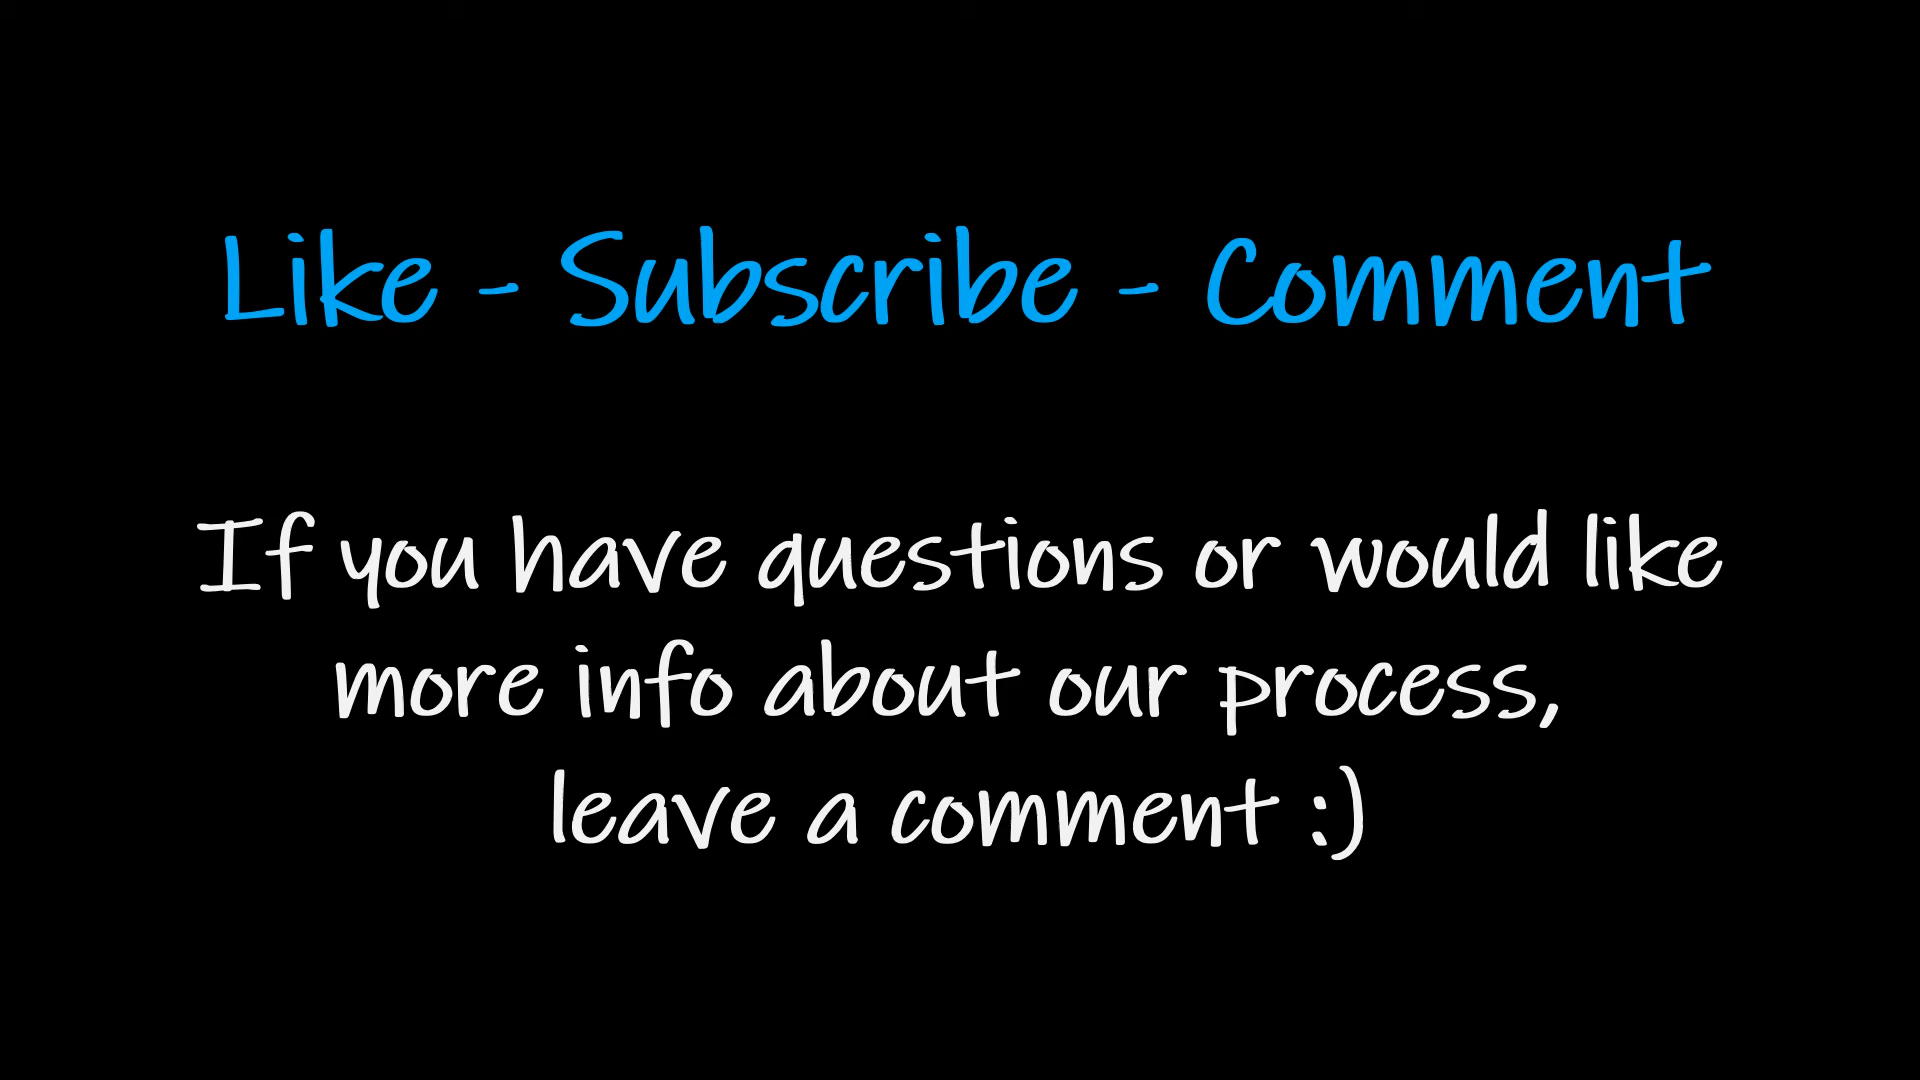 Like - Subscribe - Comment
If you have questions or would like
more info about our process,
leave a comment :)